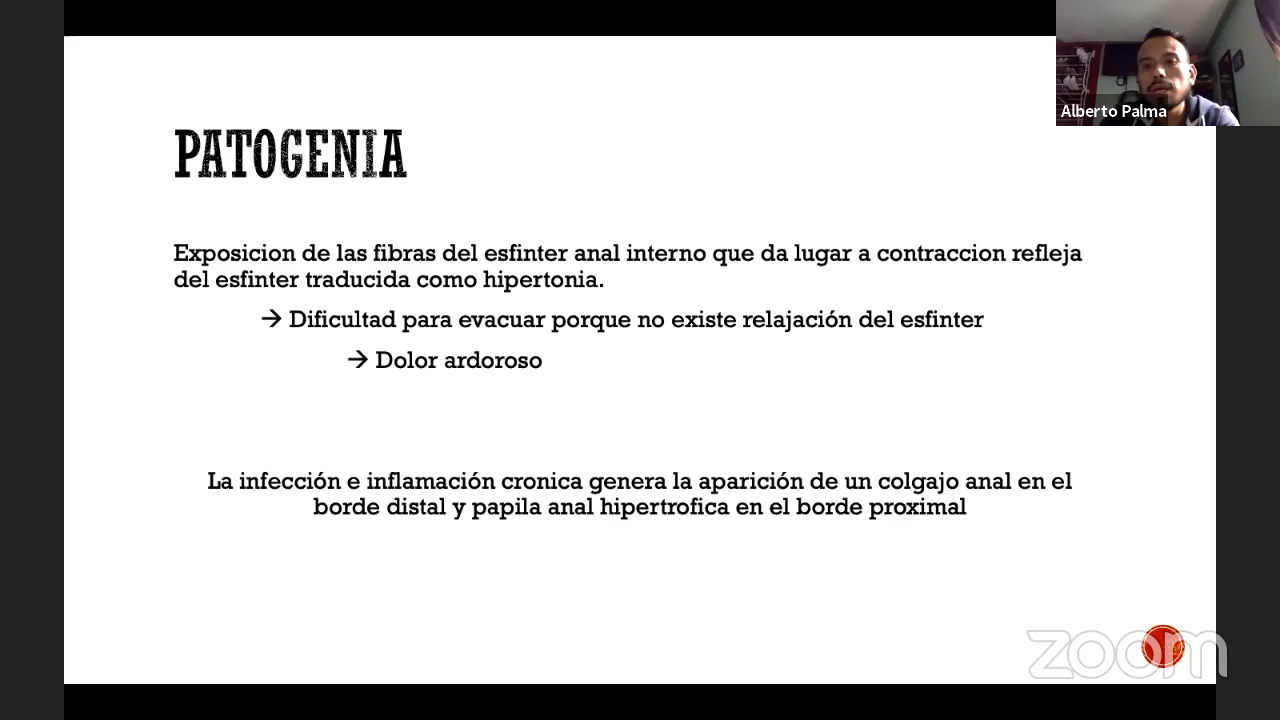 Alberto Palma
PATOGENIA
Exposicion de las fibras del esfinter anal interno que da lugar a contraccion refleja
del esfinter traducida como hipertonia.
→ Dificultad para evacuar porque no existe relajación del esfinter
→ Dolor ardoroso
La infección e inflamación cronica genera la aparición de un colgajo anal en el
borde distal y papila anal hipertrofica en el borde proximal
zoom